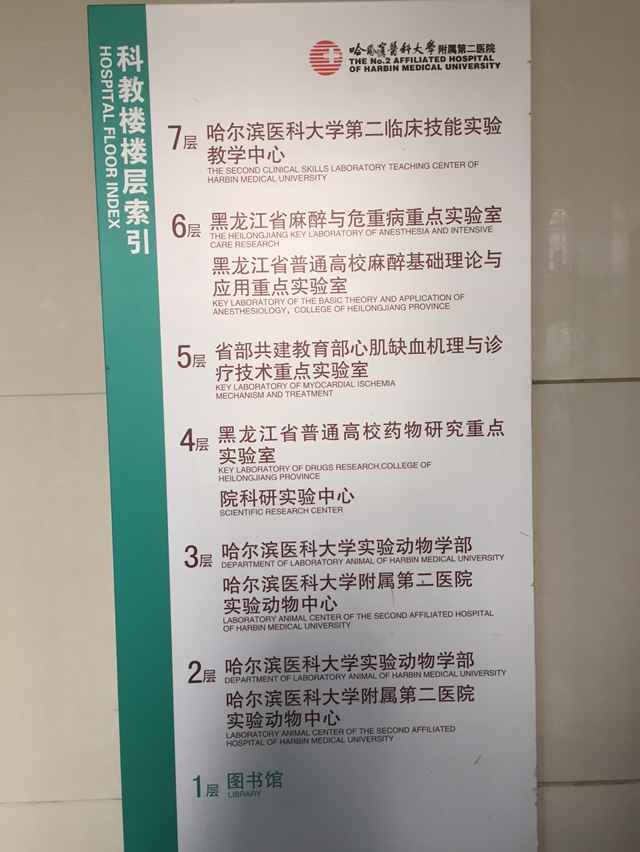 哈尔滨医科大学 附属第二医院
THE No.2 AFFILIATED HOSPITAL
OF HARBIN MEDICAL UNIVERSITY
科教楼楼层索引
HOSPITAL FLOOR INDEX
7层 哈尔滨医科大学第二临床技能实验
教学中心
THE SECOND CLINICAL SKILLS LABORATORY TEACHING CENTER OF
HARBIN MEDICAL UNIVERSITY
6层 黑龙江省麻醉与危重病重点实验室
THE HEILONGJIANG KEY LABORATORY OF ANESTHESIA AND INTENSIVE
CARE RESEARCH
黑龙江省普通高校麻醉基础理论与
应用重点实验室
KEY LABORATORY OF THE BASIC THEORY AND APPLICATION OF
ANESTHESIOLOGY, COLLEGE OF HEILONGJIANG PROVINCE
5层 省部共建教育部心肌缺血机理与诊
疗技术重点实验室
KEY LABORATORY OF MYOCARDIAL ISCHEMIA
MECHANISM AND TREATMENT
4层 黑龙江省普通高校药物研究重点
实验室
KEY LABORATORY OF DRUGS RESEARCH,COLLEGE OF
HEILONGJIANG PROVINCE
院科研实验中心
SCIENTIFIC RESEARCH CENTER
3层 哈尔滨医科大学实验动物学部
DEPARTMENT OF LABORATORY ANIMAL OF HARBIN MEDICAL UNIVERSITY
哈尔滨医科大学附属第二医院
实验动物中心
LABORATORY ANIMAL CENTER OF THE SECOND AFFILIATED HOSPITAL
OF HARBIN MEDICAL UNIVERSITY
2层 哈尔滨医科大学实验动物学部
DEPARTMENT OF LABORATORY ANIMAL OF HARBIN MEDICAL UNIVERSITY
哈尔滨医科大学附属第二医院
实验动物中心
LABORATORY ANIMAL CENTER OF THE SECOND AFFILIATED
HOSPITAL OF HARBIN MEDICAL UNIVERSITY
1层 图书馆
LIBRARY